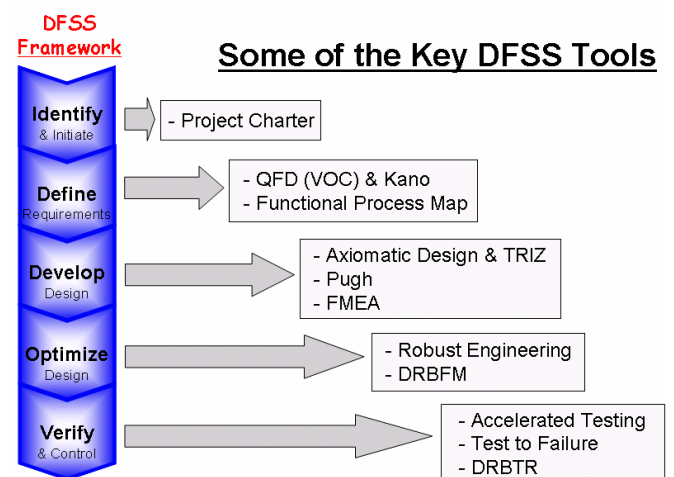 DFSS
Framework
Some of the Key DFSS Tools
Identify
& Initiate
- Project Charter
Define
Requirements
- QFD (VOC) & Kano
- Functional Process Map
Develop
Design
- Axiomatic Design & TRIZ
- Pugh
- FMEA
Optimize
Design
- Robust Engineering
- DRBFM
Verify
& Control
- Accelerated Testing
- Test to Failure
- DRBTR